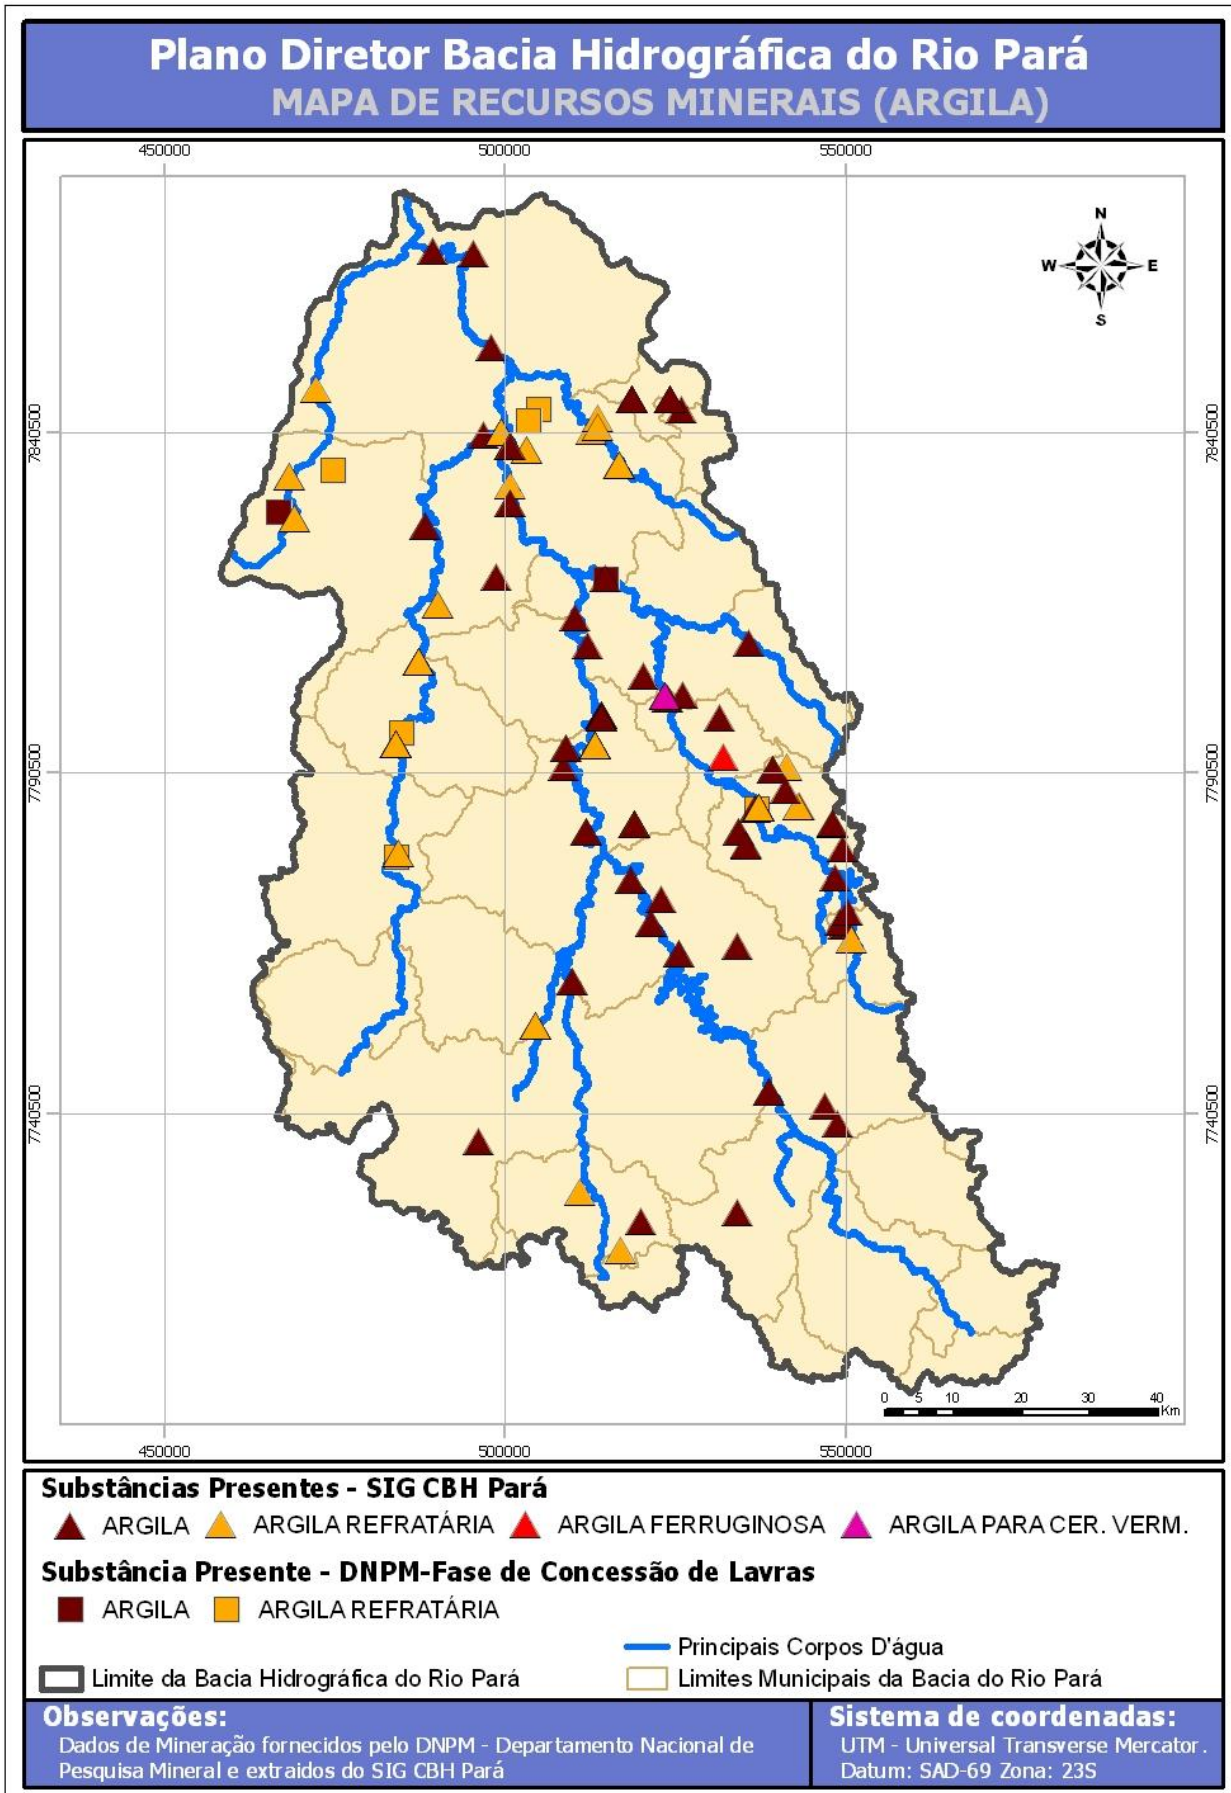 Plano Diretor Bacia Hidrográfica do Rio Pará
MAPA DE RECURSOS MINERAIS (ARGILA)
450000 500000 550000
N
W E
S
7840500 7840500
7790500 7790500
7740500 7740500
0 5 10 20 30 40
Km
450000 500000 550000
Substâncias Presentes - SIG CBH Pará
ARGILA ARGILA REFRATÁRIA ARGILA FERRUGINOSA ARGILA PARA CER. VERM.
Substância Presente - DNPM-Fase de Concessão de Lavras
ARGILA ARGILA REFRATÁRIA
Principais Corpos D'água
Limite da Bacia Hidrográfica do Rio Pará Limites Municipais da Bacia do Rio Pará
Observações:
Dados de Mineração fornecidos pelo DNPM - Departamento Nacional de
Pesquisa Mineral e extraidos do SIG CBH Pará
Sistema de coordenadas:
UTM - Universal Transverse Mercator.
Datum: SAD-69 Zona: 23S